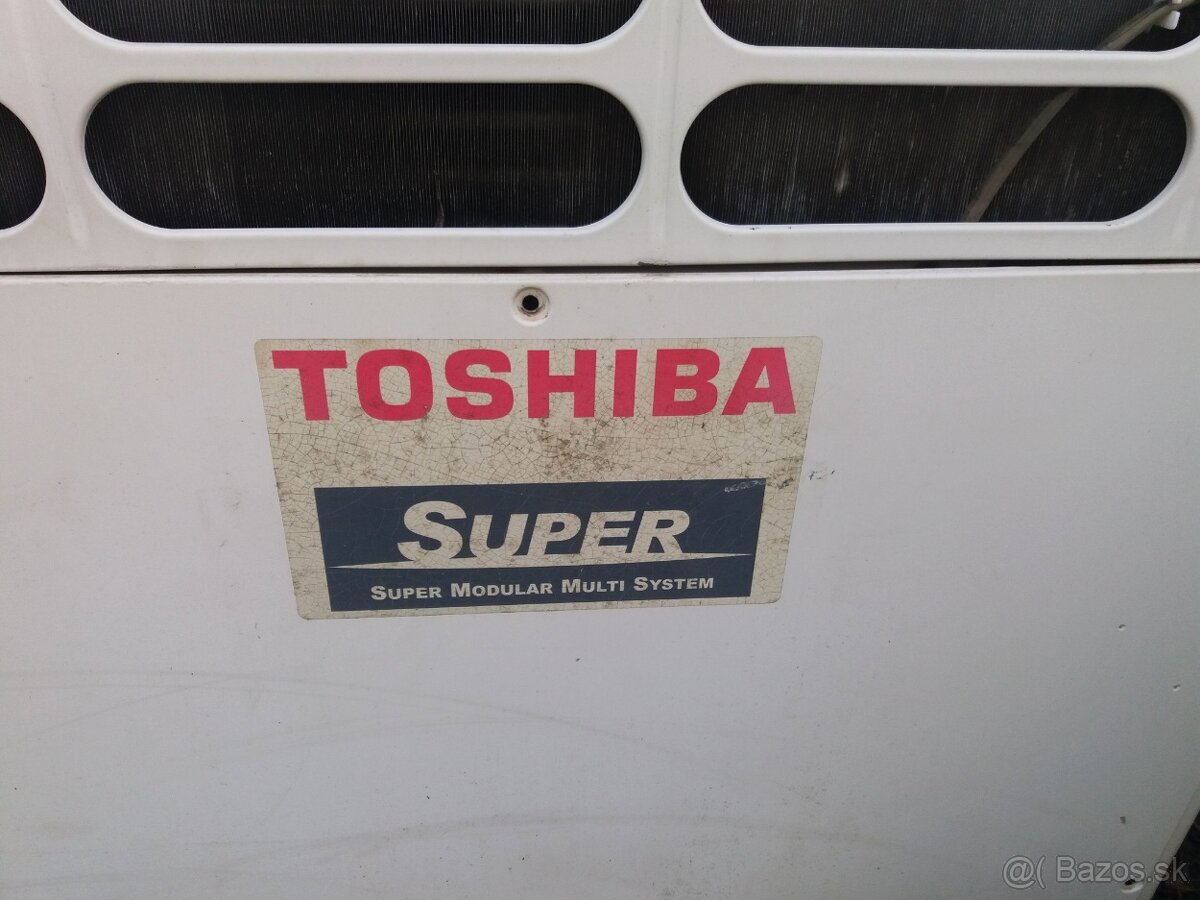 TOSHIBA
SUPER
SUPER MODULAR MULTI SYSTEM
@( Bazos.sk